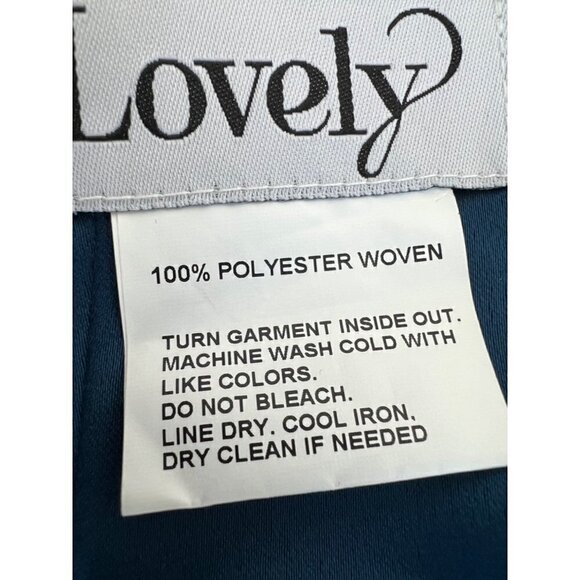 Lovely
100% POLYESTER WOVEN
TURN GARMENT INSIDE OUT.
MACHINE WASH COLD WITH
LIKE COLORS.
DO NOT BLEACH.
LINE DRY. COOL IRON,
DRY CLEAN IF NEEDED